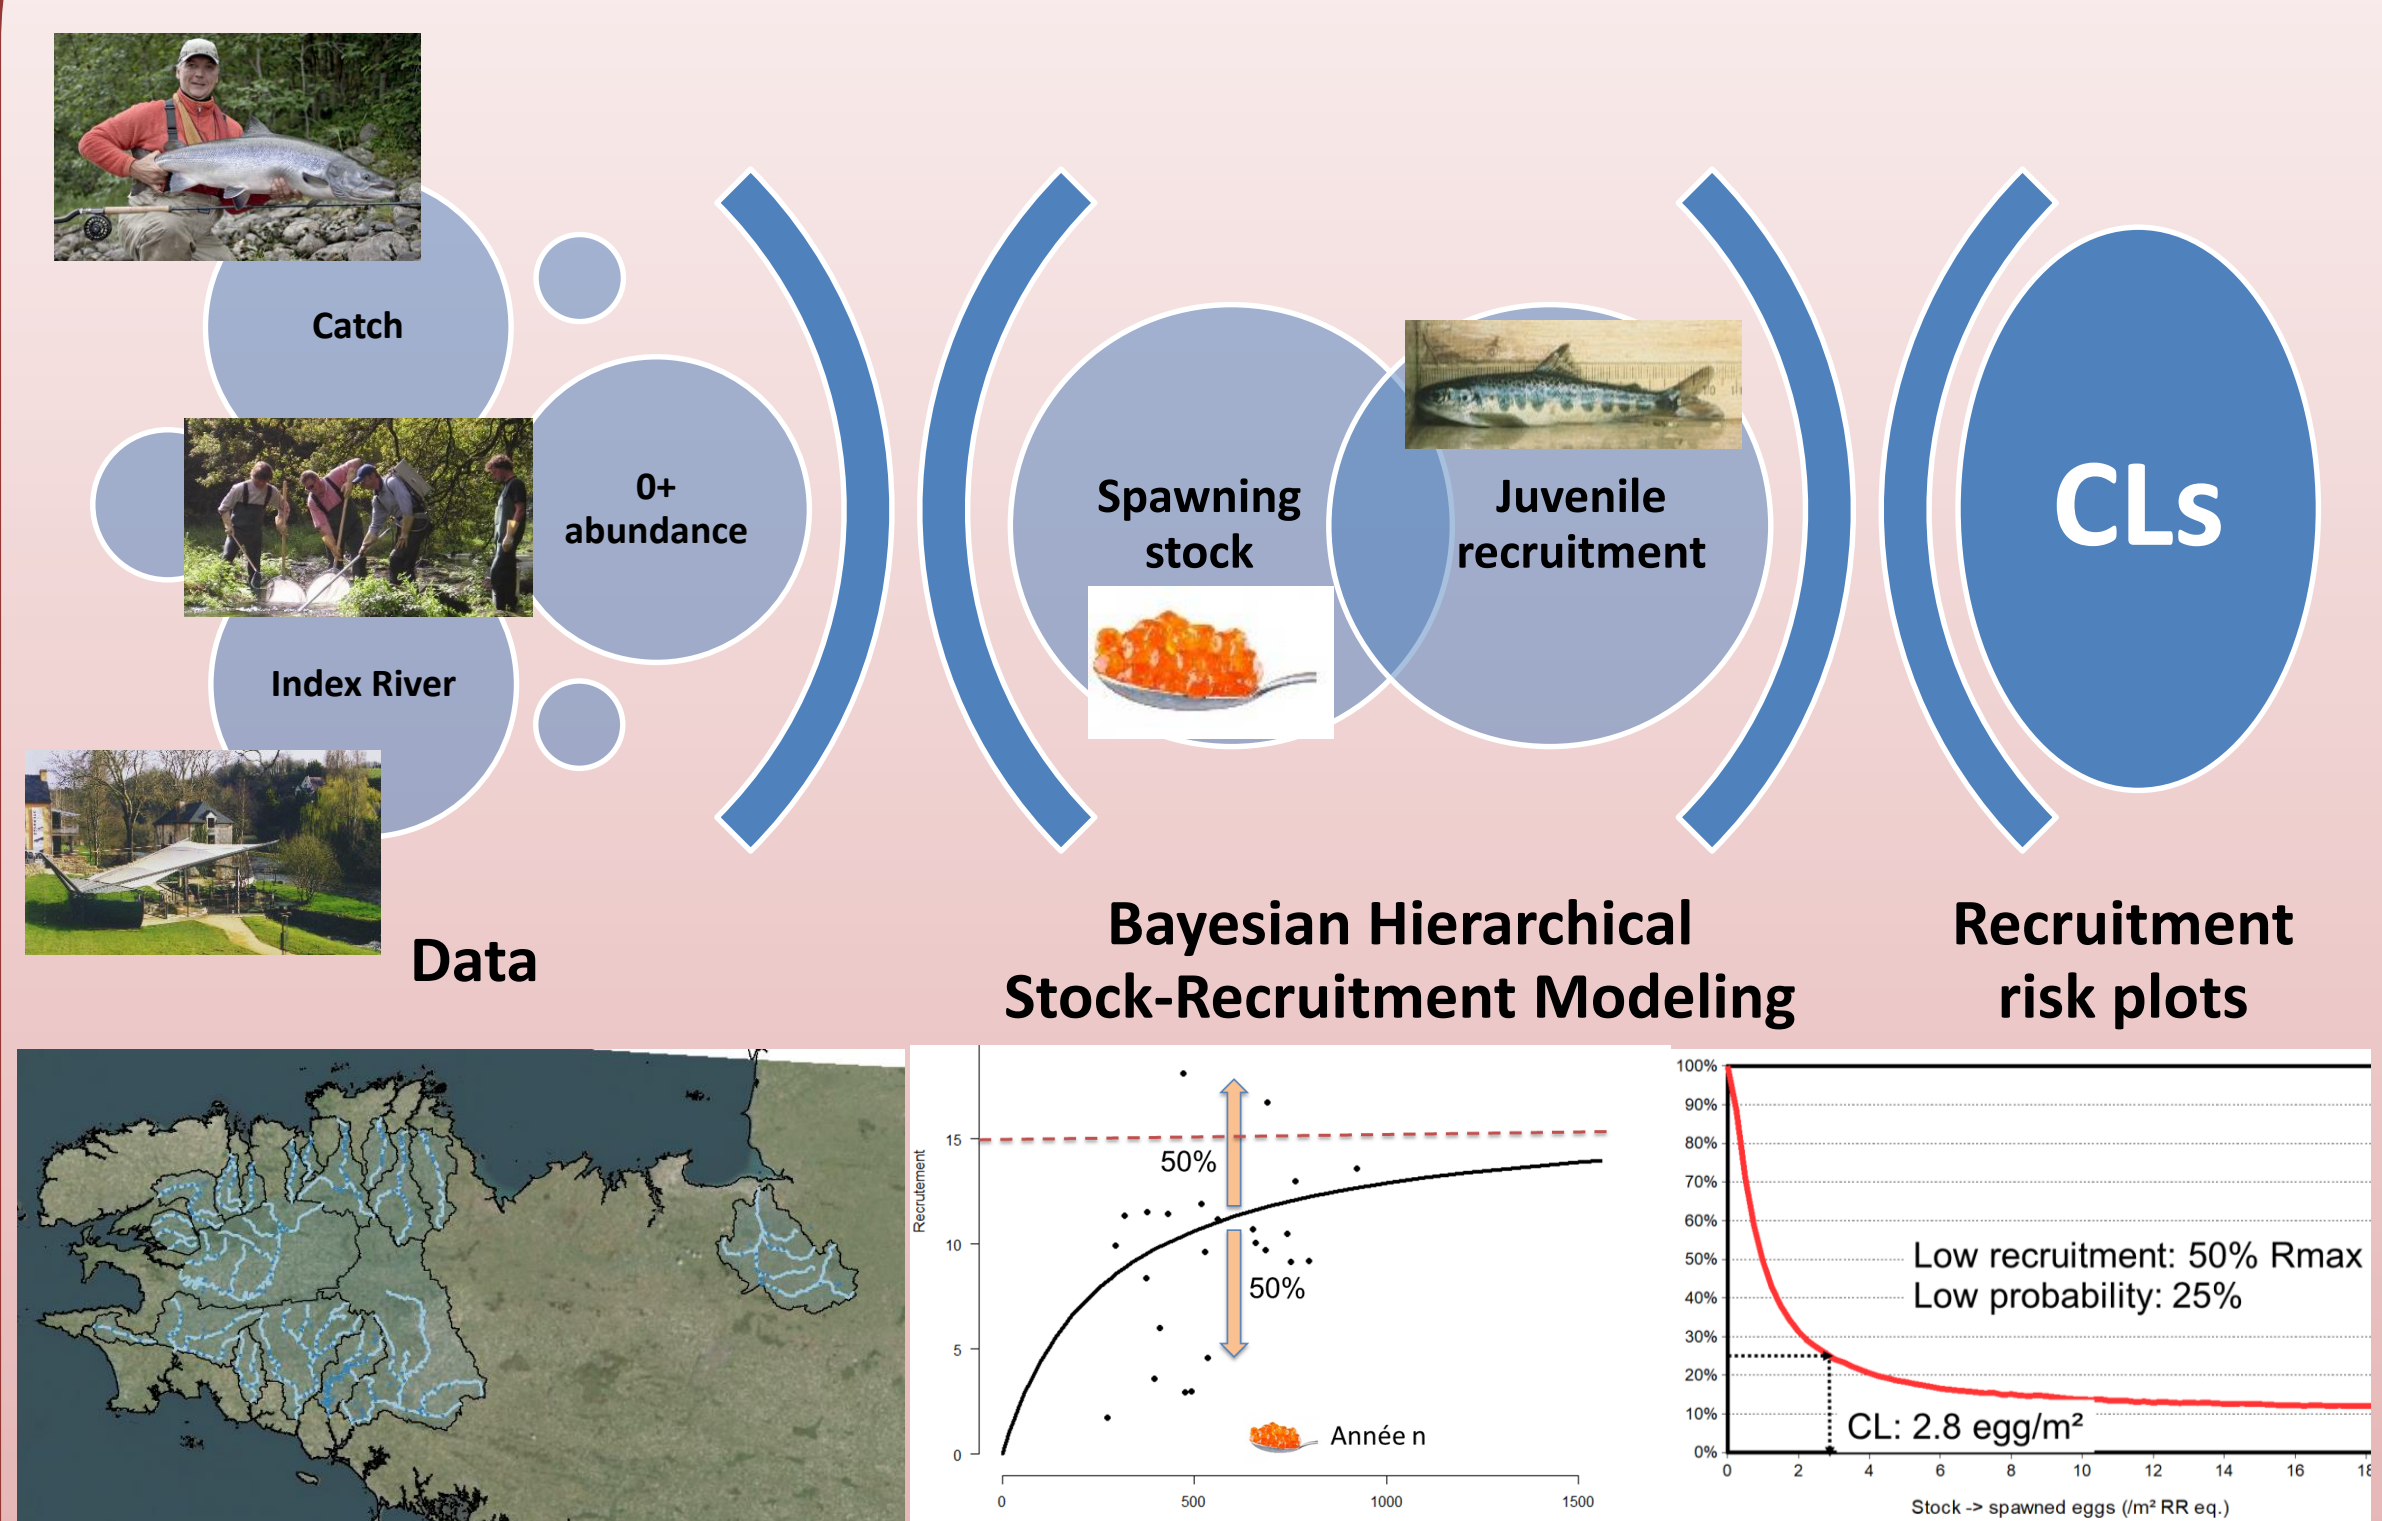 Catch
0+
abundance
Index River
Data
Spawning
stock
Juvenile
recruitment
CLs
Bayesian Hierarchical
Stock-Recruitment Modeling
Recruitment
risk plots
Recrutement
15
10
5
0
50%
50%
Année n
0
500
1000
1500
100%
90%
80%
70%
60%
50%
40%
30%
20%
10%
0%
Low recruitment: 50% Rmax
Low probability: 25%
CL: 2.8 egg/m²
0
2
4
6
8
10
12
14
16
18
Stock -> spawned eggs (/m² RR eq.)